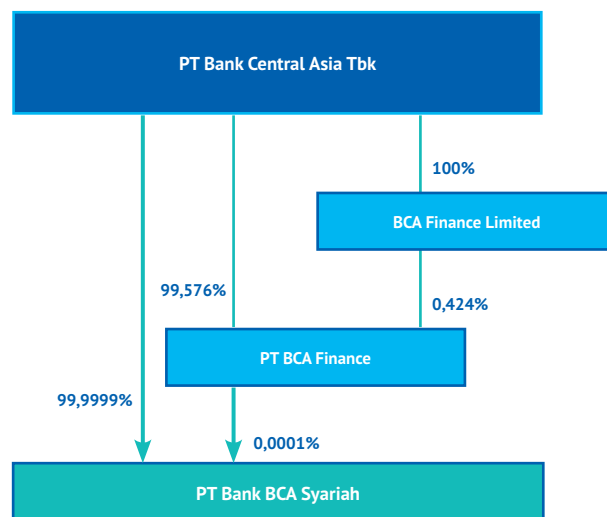 PT Bank Central Asia Tbk
100%
BCA Finance Limited
99,576%
0,424%
PT BCA Finance
99,9999%
0,0001%
PT Bank BCA Syariah